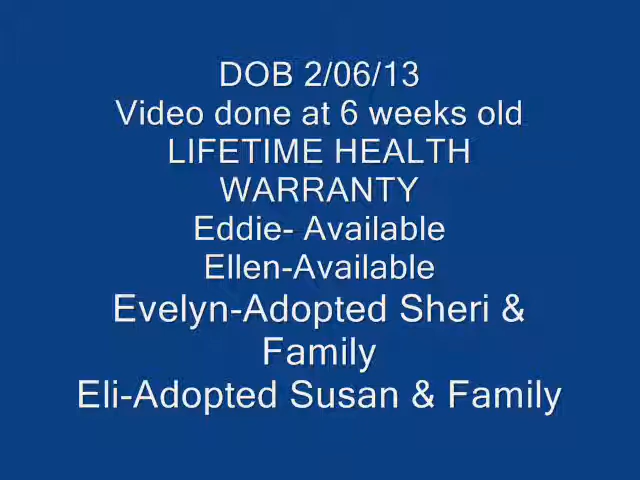 DOB 2/06/13
Video done at 6 weeks old
LIFETIME HEALTH
WARRANTY
Eddie- Available
Ellen-Available
Evelyn-Adopted Sheri &
Family
Eli-Adopted Susan & Family